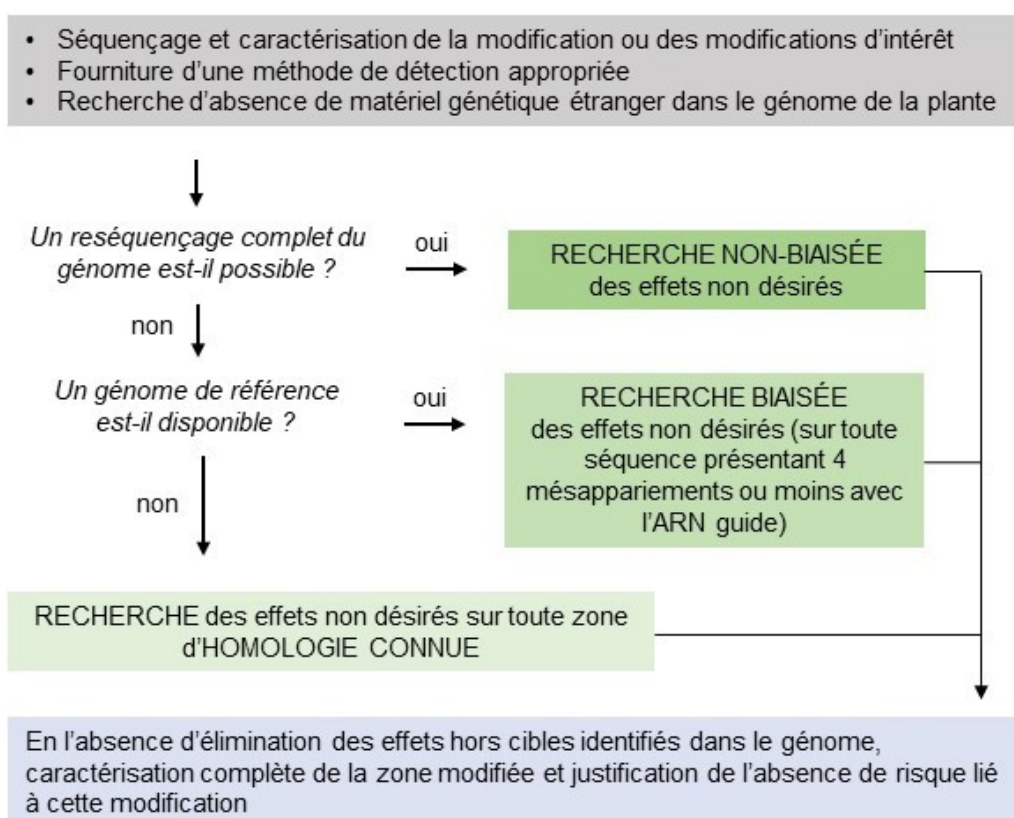 • Séquençage et caractérisation de la modification ou des modifications d'intérêt
• Fourniture d'une méthode de détection appropriée
• Recherche d'absence de matériel génétique étranger dans le génome de la plante
Un reséquençage complet du
génome est-il possible ?
oui
RECHERCHE NON-BIAISÉE
des effets non désirés
non
Un génome de référence
est-il disponible ?
oui
RECHERCHE BIAISÉE
des effets non désirés (sur toute
séquence présentant 4
mésappariements ou moins avec
l'ARN guide)
non
RECHERCHE des effets non désirés sur toute zone
d'HOMOLOGIE CONNUE
En l'absence d'élimination des effets hors cibles identifiés dans le génome,
caractérisation complète de la zone modifiée et justification de l'absence de risque lié
à cette modification